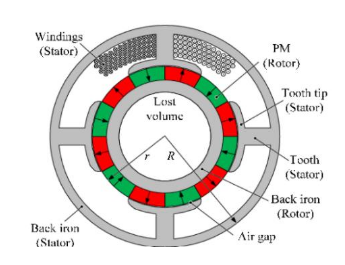 Windings
(Stator)
PM
(Rotor)
Lost
volume
Tooth tip
(Stator)
r
R
Tooth
(Stator)
Back iron
(Rotor)
Back iron
(Stator)
Air gap